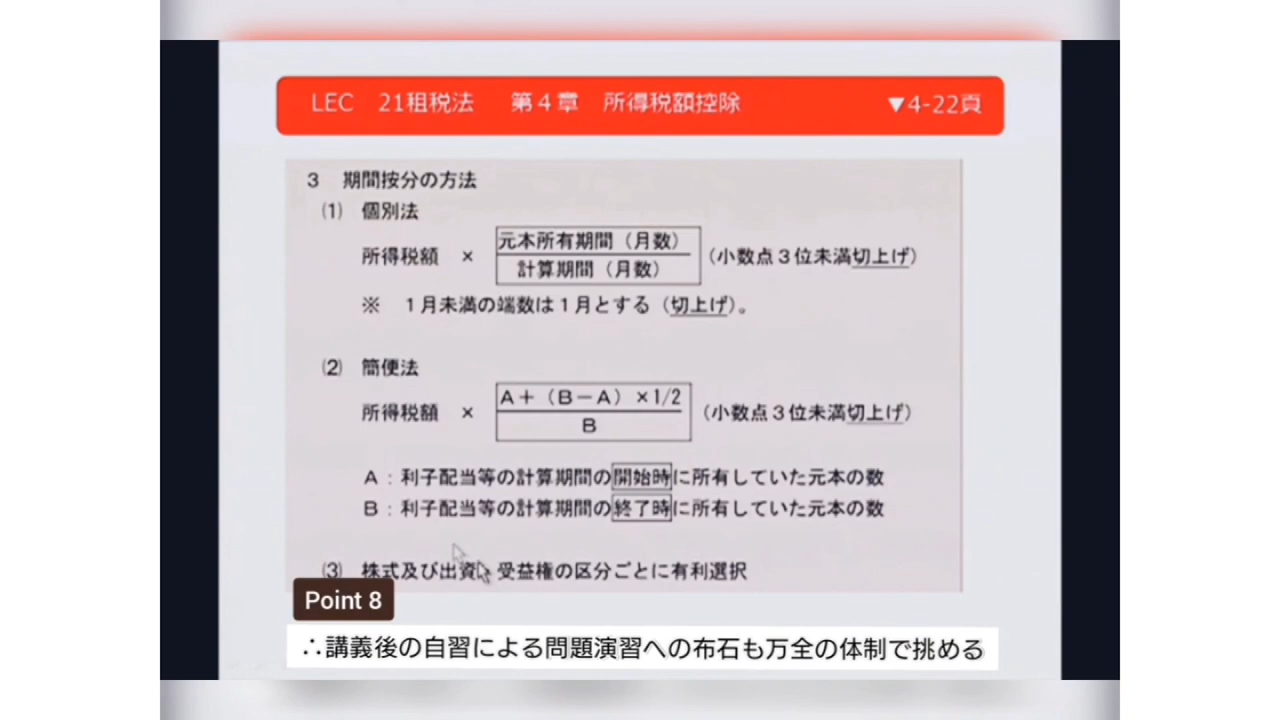 LEC 21租税法 第4章 所得税額控除 ▼4-22頁
3 期間按分の方法
(1) 個別法
所得税額 × 元本所有期間（月数） （小数点3位未満切上げ）
計算期間（月数）
※ 1月未満の端数は1月とする（切上げ）。
(2) 簡便法
所得税額 × A＋（B－A）×1/2 （小数点3位未満切上げ）
B
A：利子配当等の計算期間の開始時に所有していた元本の数
B：利子配当等の計算期間の終了時に所有していた元本の数
(3) 株式及び出資 受益権の区分ごとに有利選択
Point 8
∴講義後の自習による問題演習への布石も万全の体制で挑める